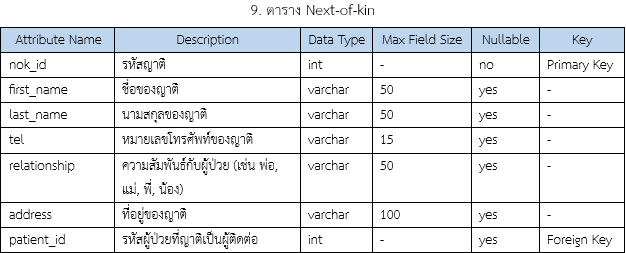 9. ตาราง Next-of-kin
Attribute Name Description Data Type Max Field Size Nullable Key
nok_id รหัสญาติ int - no Primary Key
first_name ชื่อของญาติ varchar 50 yes -
last_name นามสกุลของญาติ varchar 50 yes -
tel หมายเลขโทรศัพท์ของญาติ varchar 15 yes -
relationship ความสัมพันธ์กับผู้ป่วย (เช่น พ่อ, varchar 50 yes -
แม่, พี่, น้อง)
address ที่อยู่ของญาติ varchar 100 yes -
patient_id รหัสผู้ป่วยที่ญาติเป็นผู้ติดต่อ int - yes Foreign Key